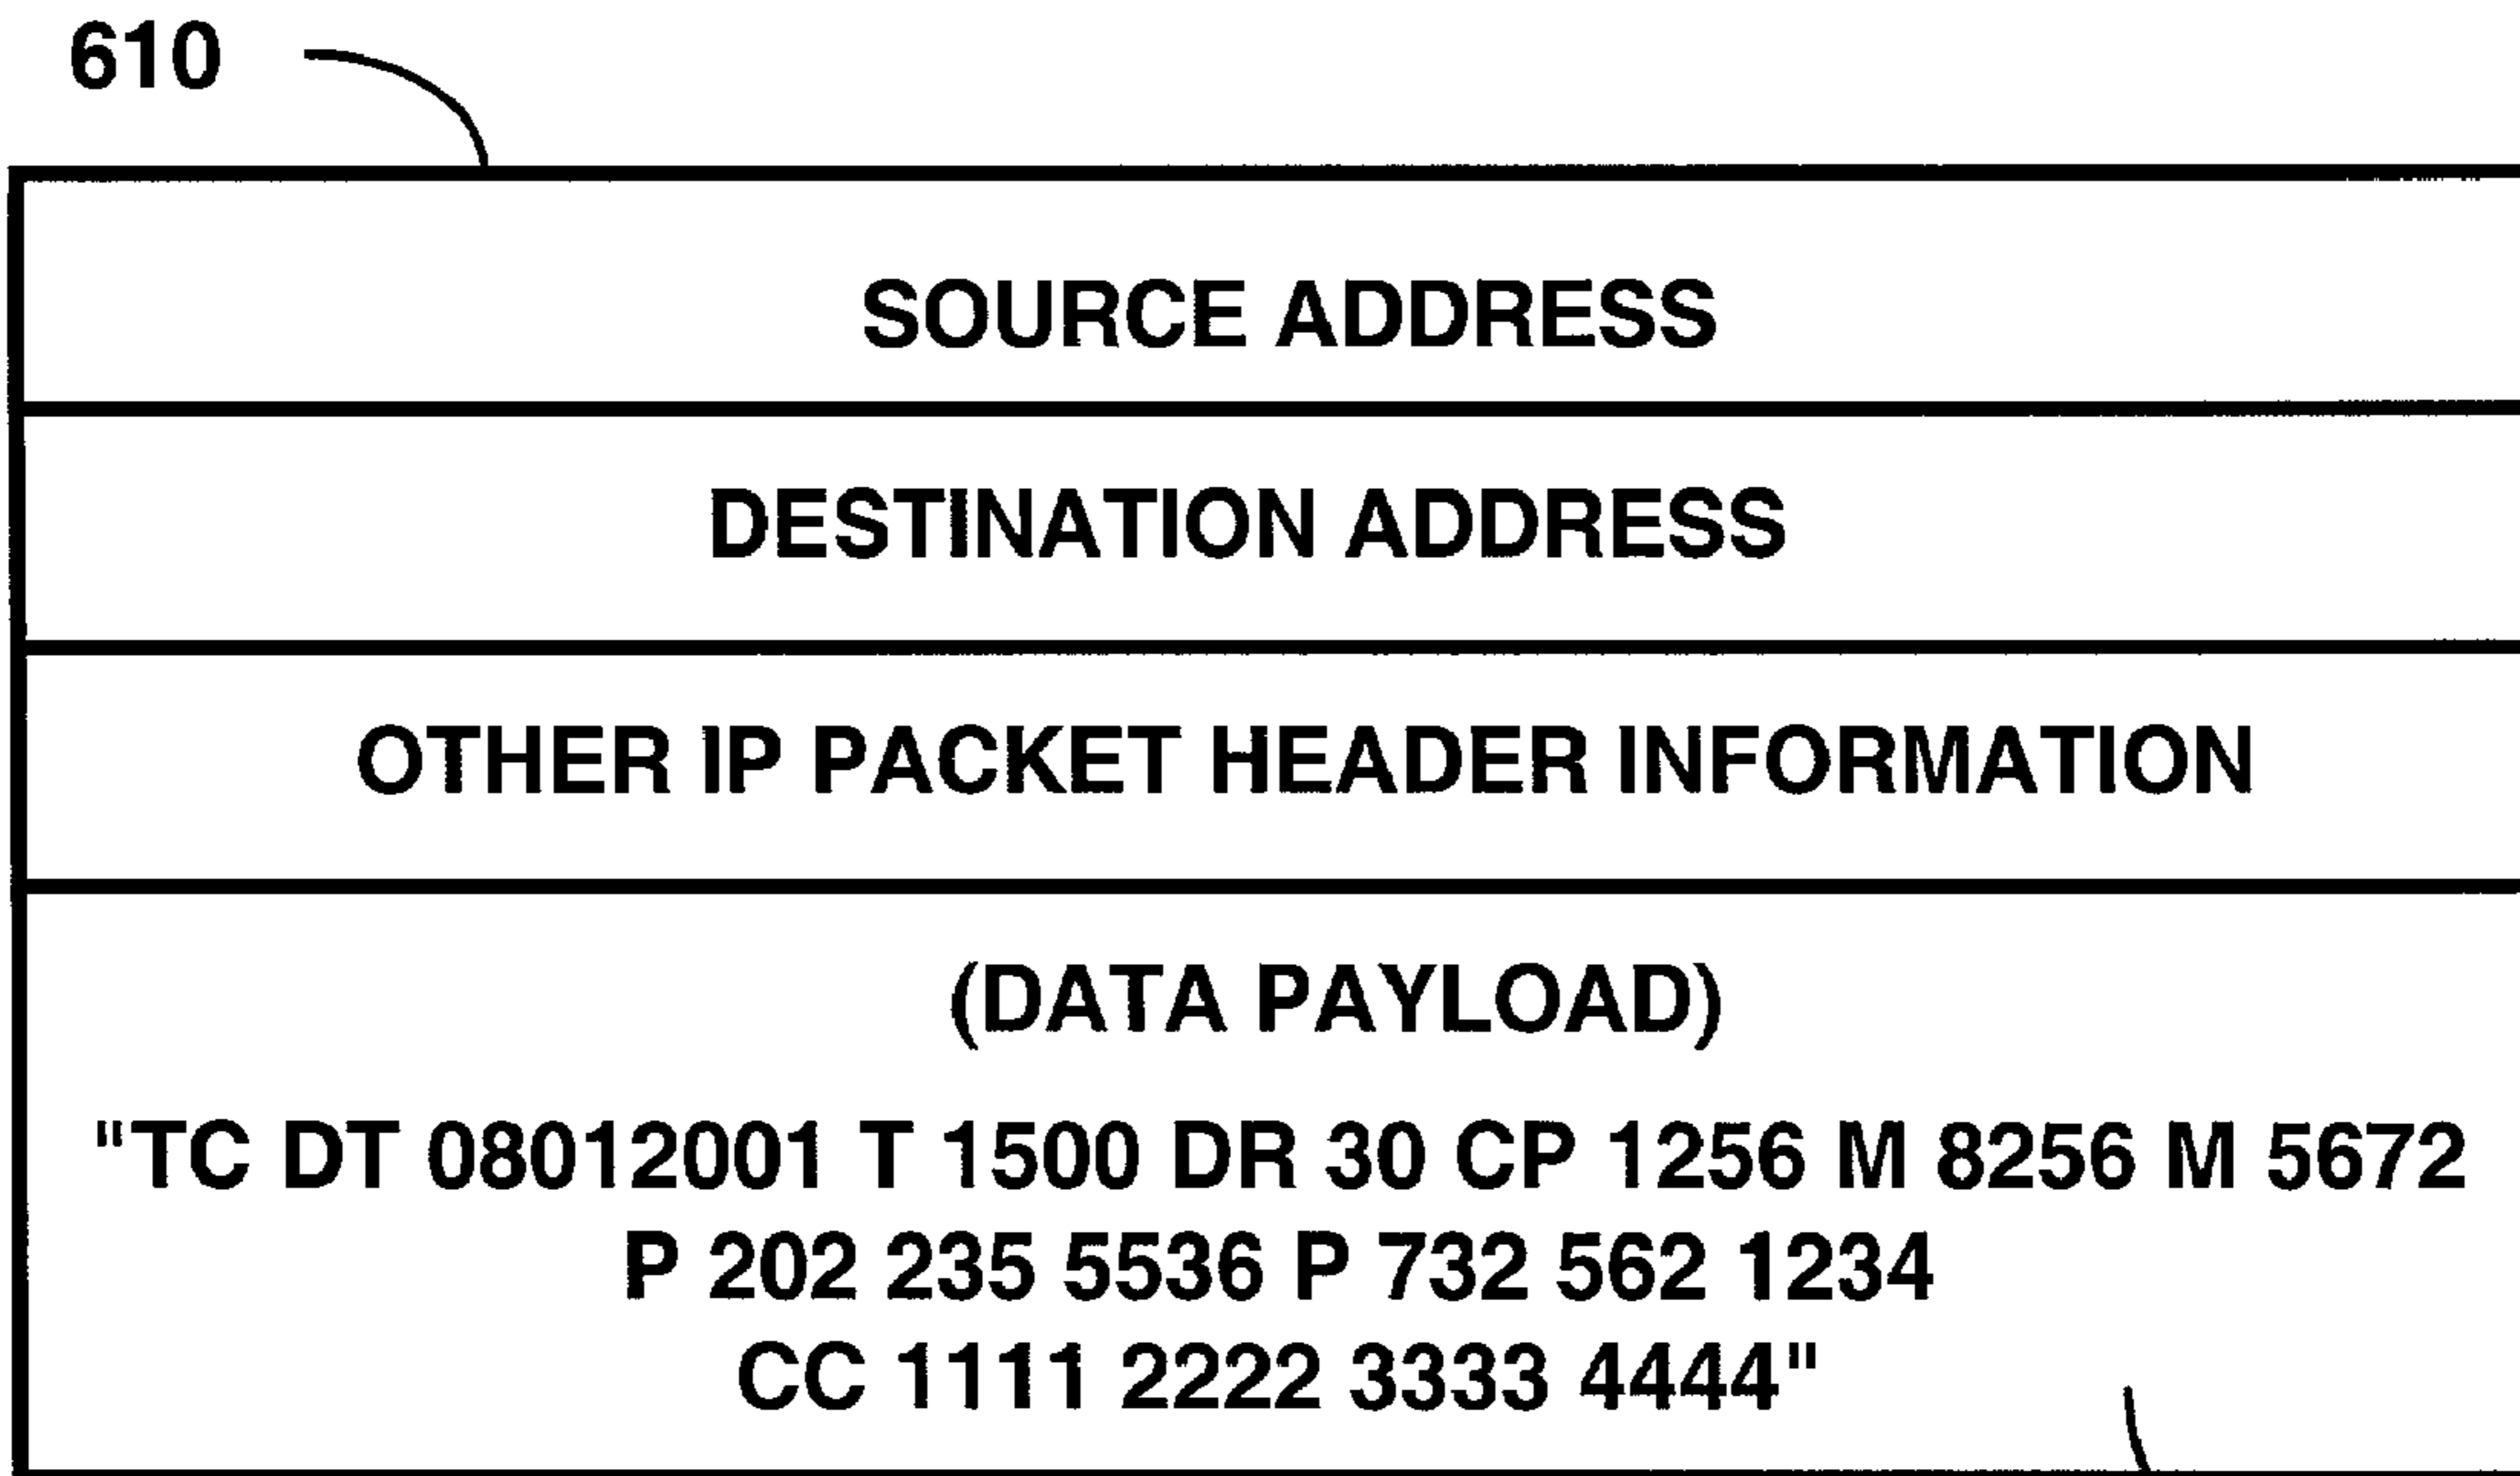 610
SOURCE ADDRESS
DESTINATION ADDRESS
OTHER IP PACKET HEADER INFORMATION
(DATA PAYLOAD)
"TC DT 08012001 T 1500 DR 30 CP 1256 M 8256 M 5672
P 202 235 5536 P 732 562 1234
CC 1111 2222 3333 4444"